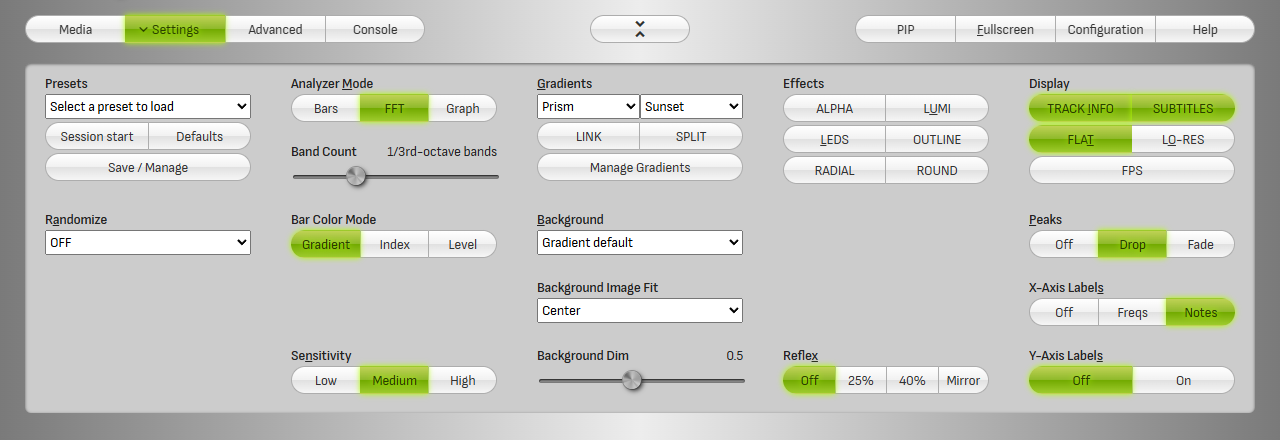 Media Settings Advanced Console PIP Fullscreen Configuration Help
Presets
Select a preset to load
Session start Defaults
Save / Manage
Analyzer Mode
Bars FFT Graph
Band Count 1/3rd-octave bands
Gradients
Prism Sunset
LINK SPLIT
Manage Gradients
Effects
ALPHA LUMI
LEDS OUTLINE
RADIAL ROUND
Display
TRACK INFO SUBTITLES
FLAT LO-RES
FPS
Randomize
OFF
Bar Color Mode
Gradient Index Level
Background
Gradient default
Peaks
Off Drop Fade
Background Image Fit
Center
X-Axis Labels
Off Freqs Notes
Sensitivity
Low Medium High
Background Dim 0.5
Reflex
Off 25% 40% Mirror
Y-Axis Labels
Off On